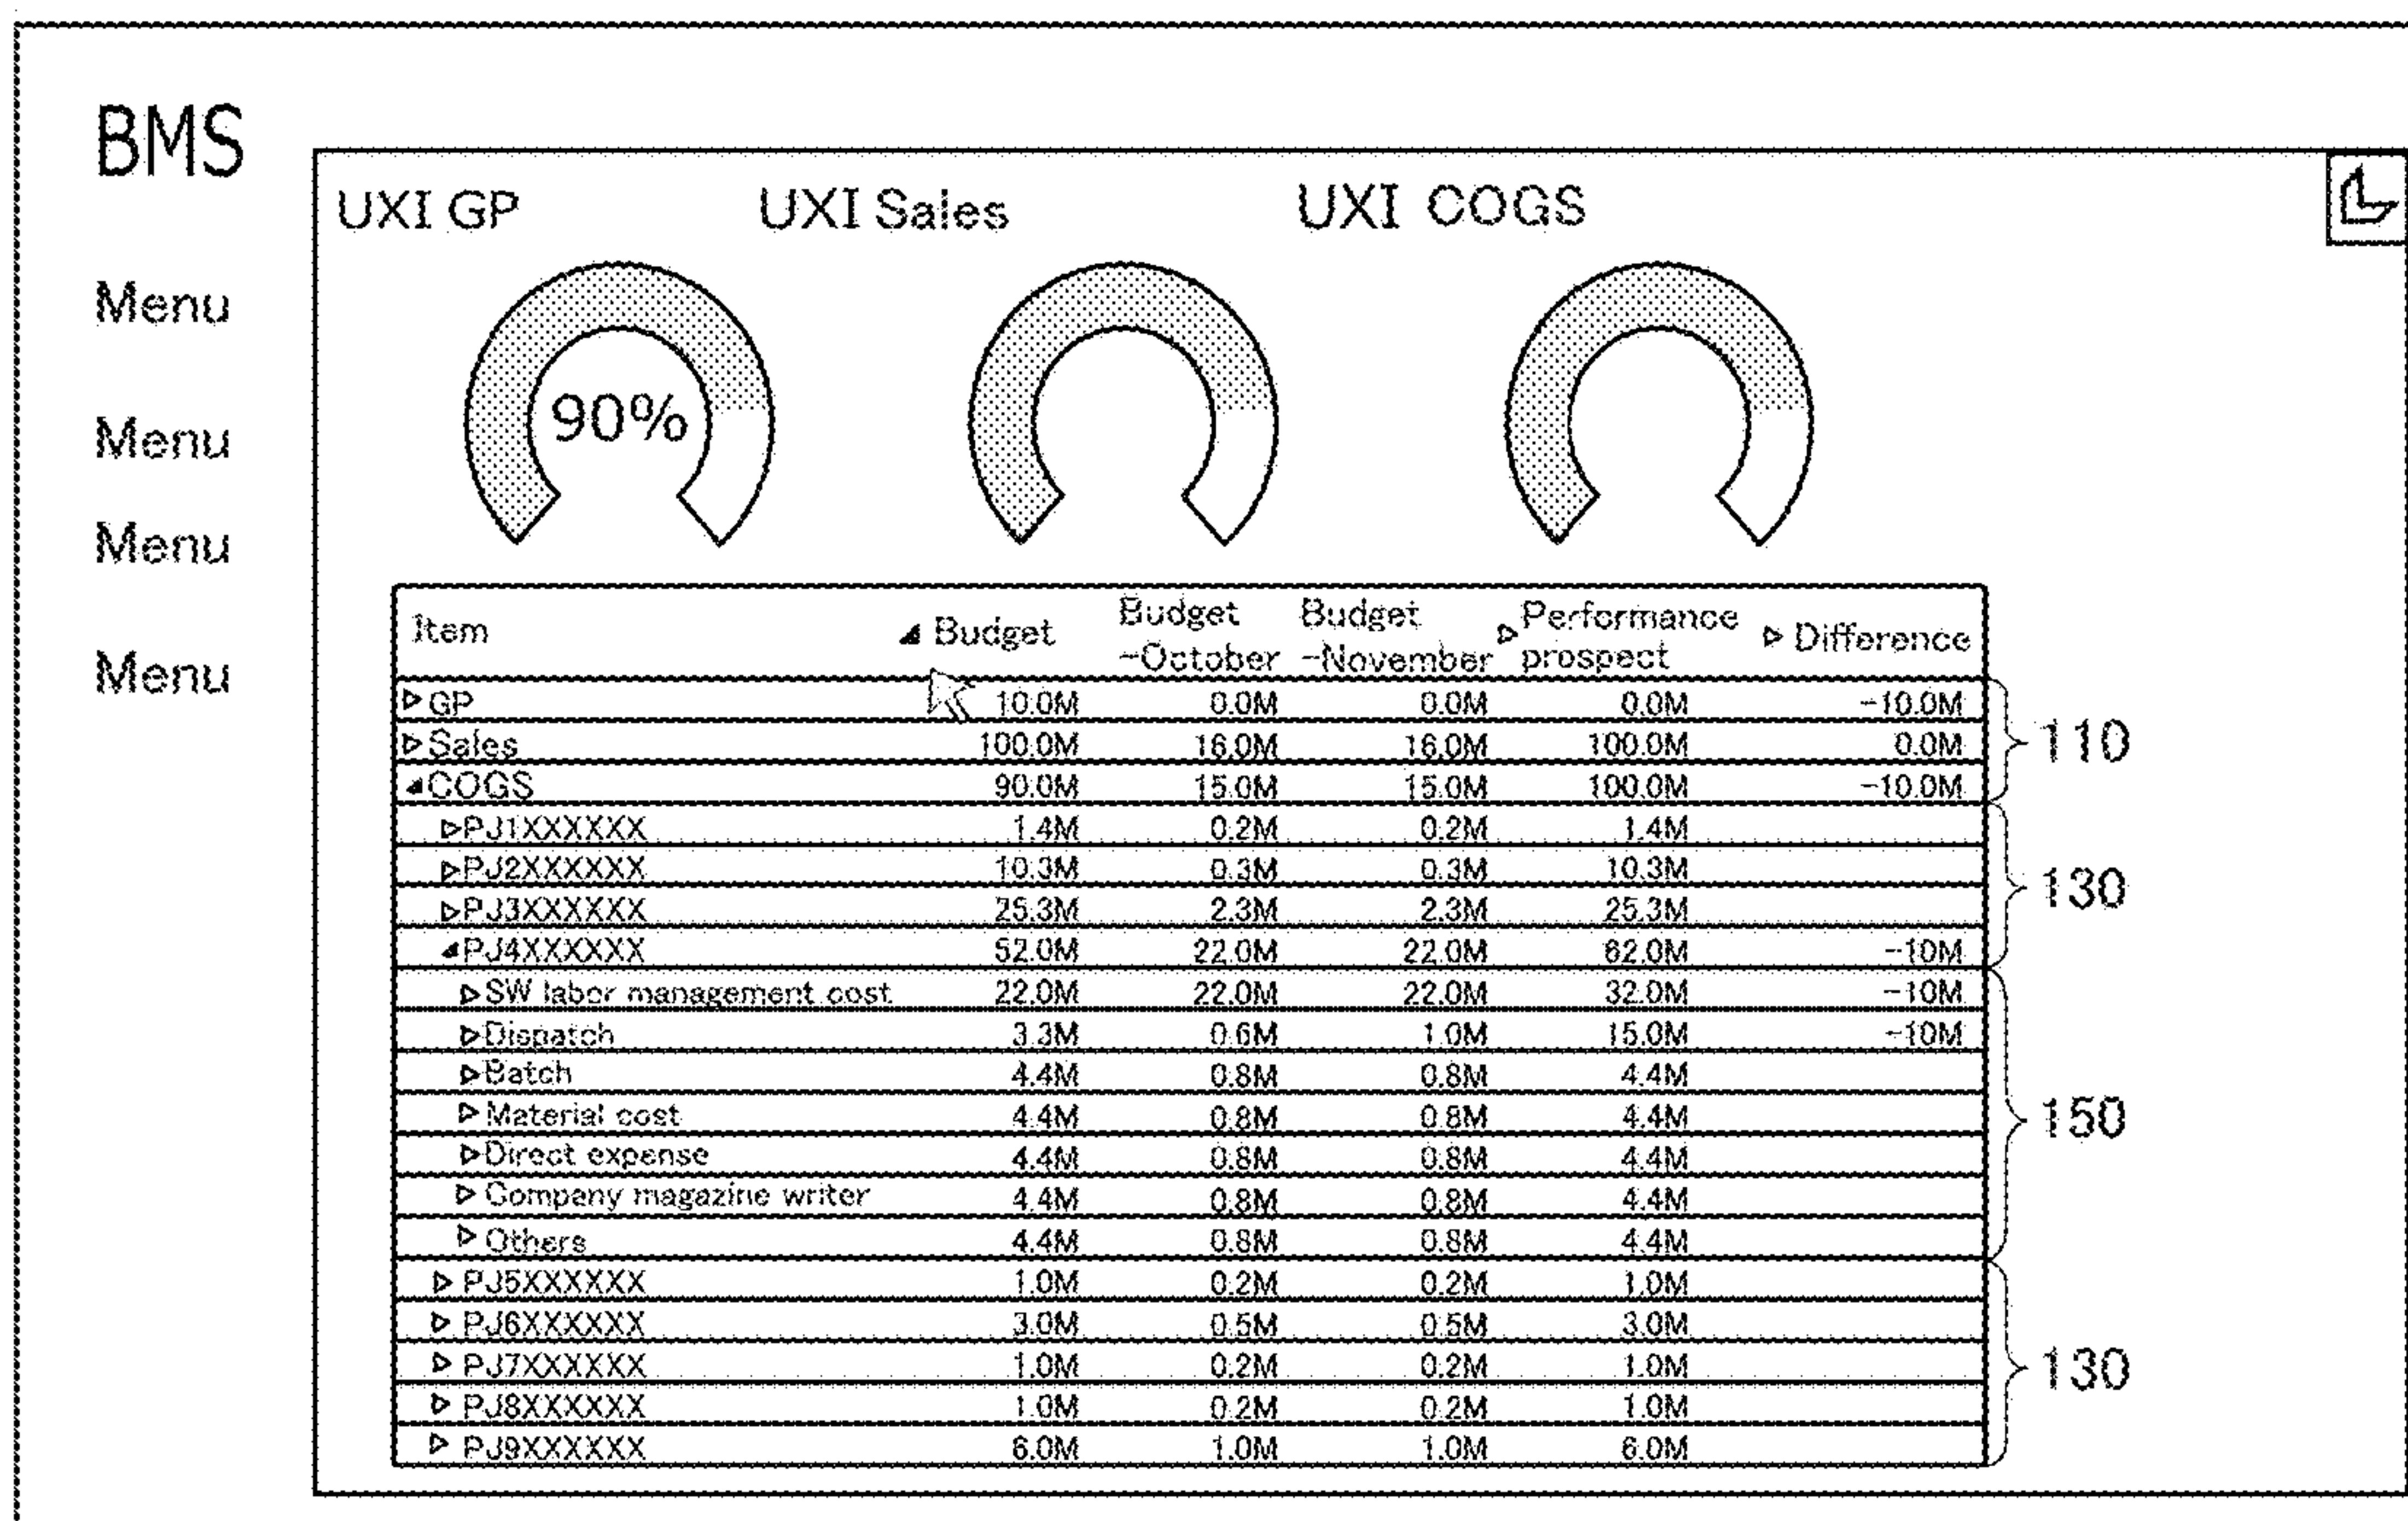 BMS
Menu
Menu
Menu
Menu
UXI GP UXI Sales UXI COGS
90%
Item Budget Budget -October Budget -November Performance prospect Difference
GP 10.0M 0.0M 0.0M 0.0M -10.0M
Sales 100.0M 16.0M 16.0M 100.0M 0.0M
COGS 90.0M 15.0M 15.0M 100.0M -10.0M
110
PJ1XXXXXX 1.4M 0.2M 0.2M 1.4M
PJ2XXXXXX 10.3M 0.3M 0.3M 10.3M
PJ3XXXXXX 25.3M 2.3M 2.3M 25.3M
PJ4XXXXXX 52.0M 22.0M 22.0M 62.0M -10M
130
SW labor management cost 22.0M 22.0M 22.0M 32.0M -10M
Dispatch 3.3M 0.6M 1.0M 15.0M -10M
Batch 4.4M 0.8M 0.8M 4.4M
Material cost 4.4M 0.8M 0.8M 4.4M
Direct expense 4.4M 0.8M 0.8M 4.4M
Company magazine writer 4.4M 0.8M 0.8M 4.4M
Others 4.4M 0.8M 0.8M 4.4M
150
PJ5XXXXXX 1.0M 0.2M 0.2M 1.0M
PJ6XXXXXX 3.0M 0.5M 0.5M 3.0M
PJ7XXXXXX 1.0M 0.2M 0.2M 1.0M
PJ8XXXXXX 1.0M 0.2M 0.2M 1.0M
PJ9XXXXXX 6.0M 1.0M 1.0M 6.0M
130